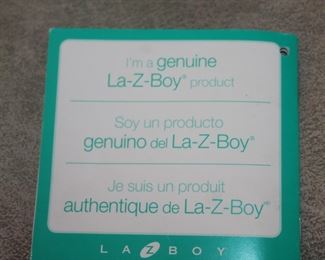 I'm a genuine
La-Z-Boy® product
Soy un producto
genuino del La-Z-Boy®
Je suis un produit
authentique de La-Z-Boy®
LA Z BOY